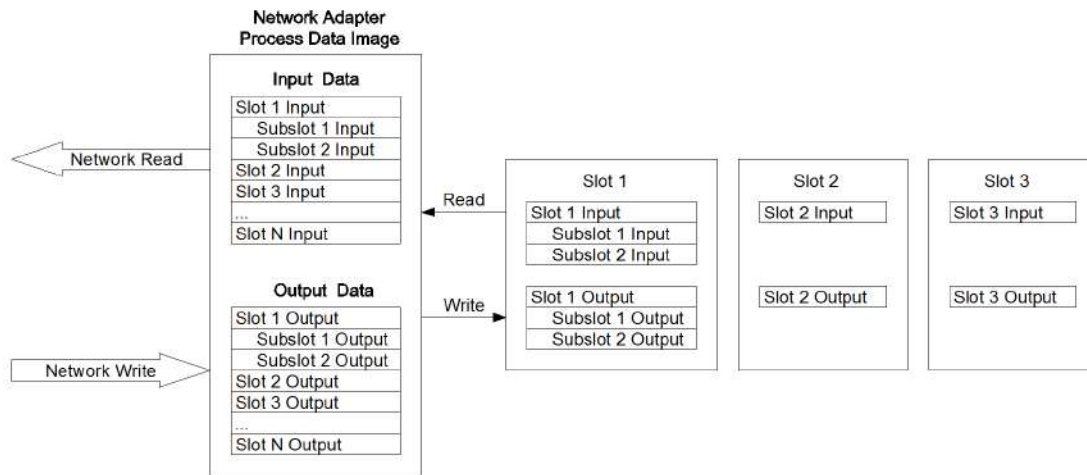 Network Adapter
Process Data Image
Input Data
Slot 1 Input
Subslot 1 Input
Subslot 2 Input
Slot 2 Input
Slot 3 Input
...
Slot N Input
Output Data
Slot 1 Output
Subslot 1 Output
Subslot 2 Output
Slot 2 Output
Slot 3 Output
...
Slot N Output
Network Read
Network Write
Read
Write
Slot 1
Slot 1 Input
Subslot 1 Input
Subslot 2 Input
Slot 1 Output
Subslot 1 Output
Subslot 2 Output
Slot 2
Slot 2 Input
Slot 2 Output
Slot 3
Slot 3 Input
Slot 3 Output